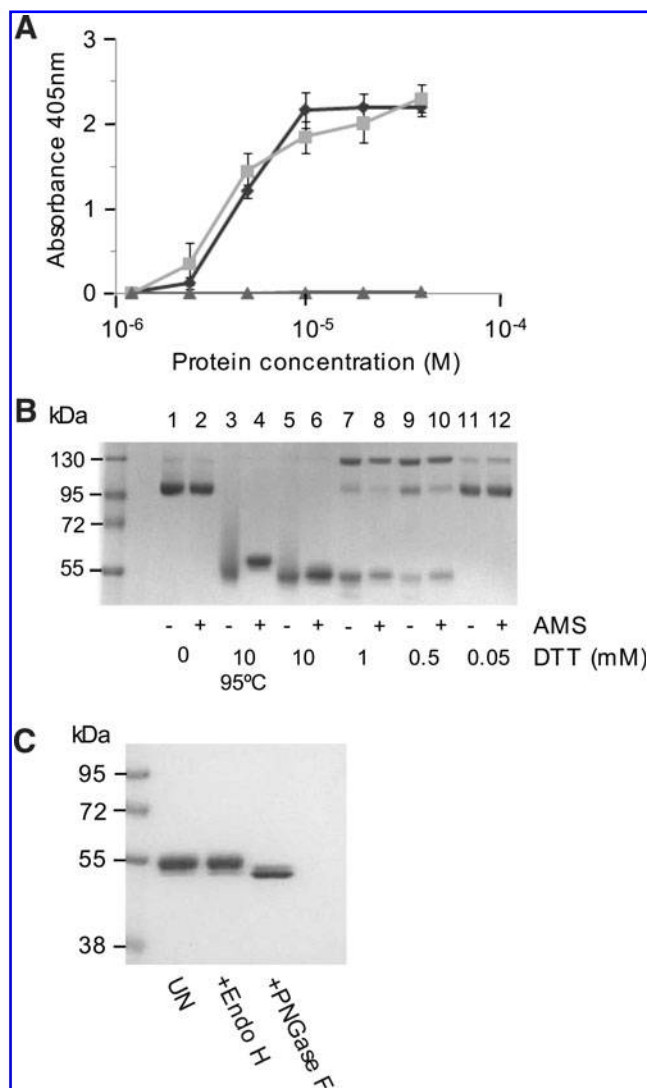 A
3
2
1
0
Absorbance 405nm
10-6
10-5
10-4
Protein concentration (M)
B
kDa
1 2 3 4 5 6 7 8 9 10 11 12
130
95
72
55
- + - + - + - + - + - + AMS
0 10 10 1 0.5 0.05 DTT (mM)
95ºC
C
kDa
95
72
55
38
UN
+Endo H
+PNGase F